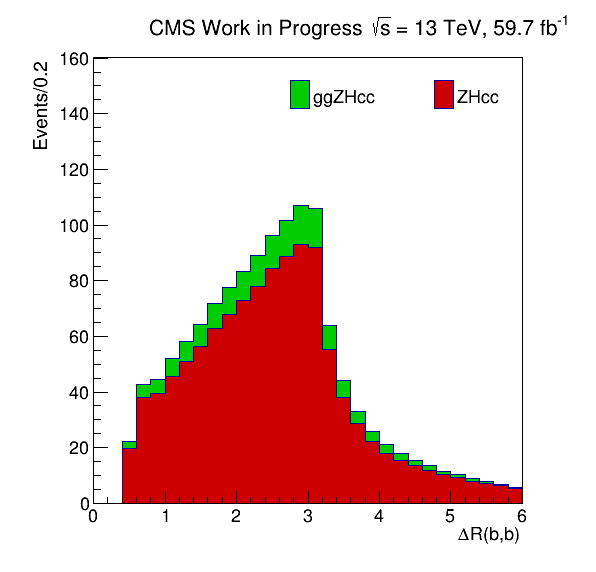 CMS Work in Progress √s = 13 TeV, 59.7 fb⁻¹
Events/0.2
160
140
120
100
80
60
40
20
0
ggZHcc ZHcc
0 1 2 3 4 5 6
ΔR(b,b)